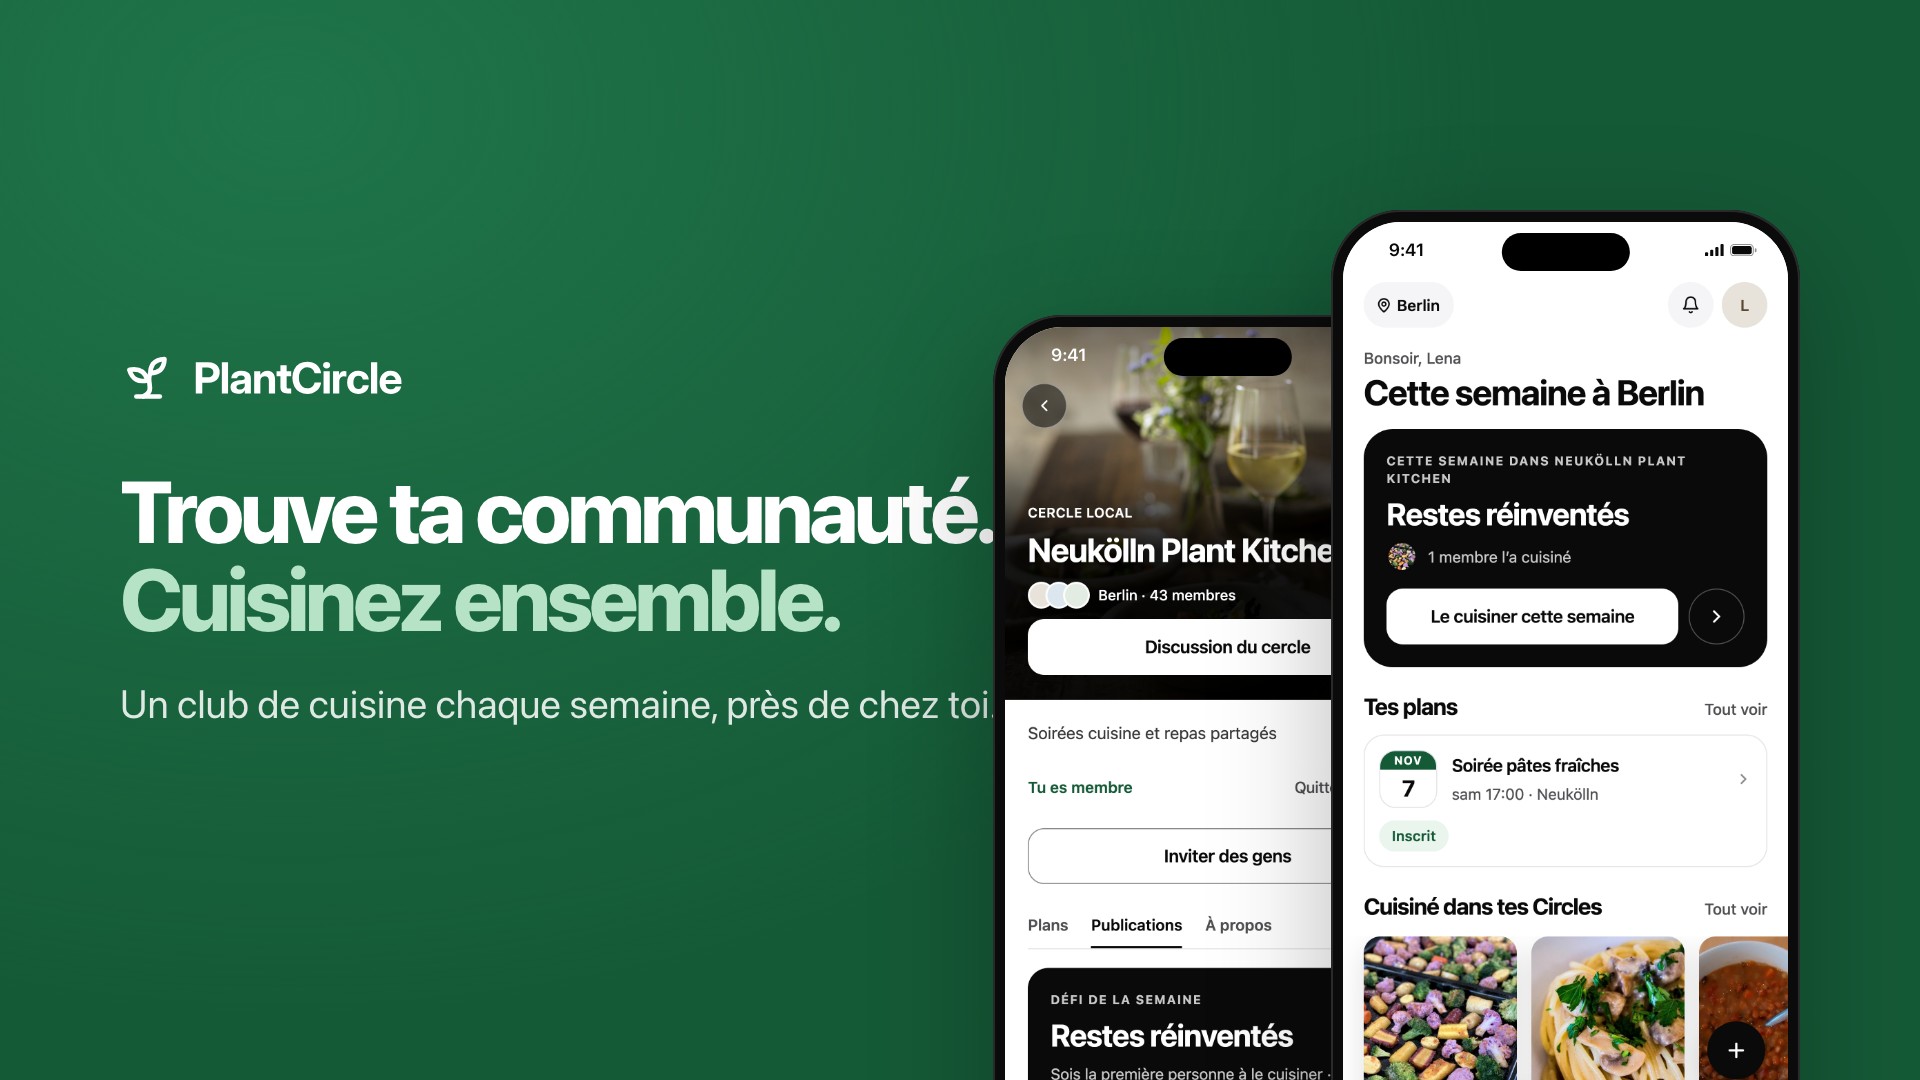 PlantCircle
Trouve ta communauté.
Cuisinez ensemble.
Un club de cuisine chaque semaine, près de chez toi.
9:41
CERCLE LOCAL
Neukölln Plant Kitche
Berlin · 43 membres
Discussion du cercle
Soirées cuisine et repas partagés
Tu es membre
Quitt
Inviter des gens
Plans Publications À propos
DÉFI DE LA SEMAINE
Restes réinventés
Sois la première personne à le cuisiner ·
9:41
Berlin
L
Bonsoir, Lena
Cette semaine à Berlin
CETTE SEMAINE DANS NEUKÖLLN PLANT
KITCHEN
Restes réinventés
1 membre l’a cuisiné
Le cuisiner cette semaine
Tes plans
Tout voir
NOV
7
Soirée pâtes fraîches
sam 17:00 · Neukölln
Inscrit
Cuisiné dans tes Circles
Tout voir